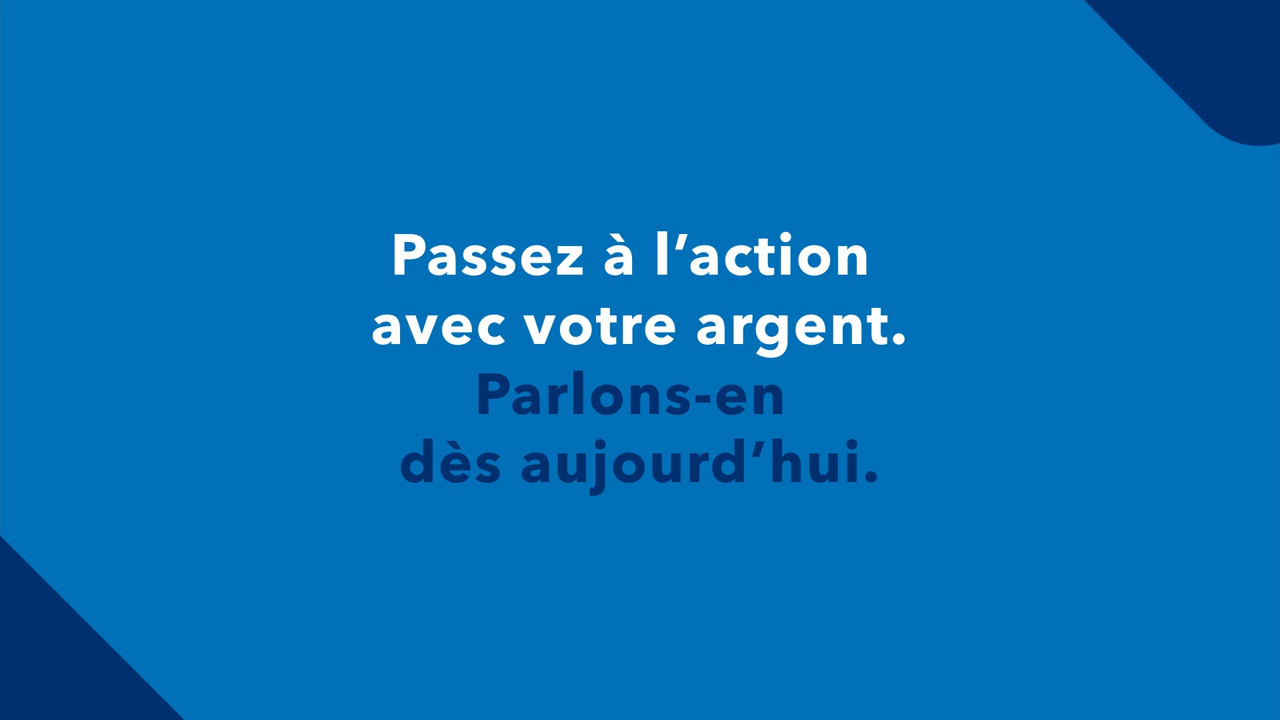 Passez à l’action
avec votre argent.
Parlons-en
dès aujourd’hui.